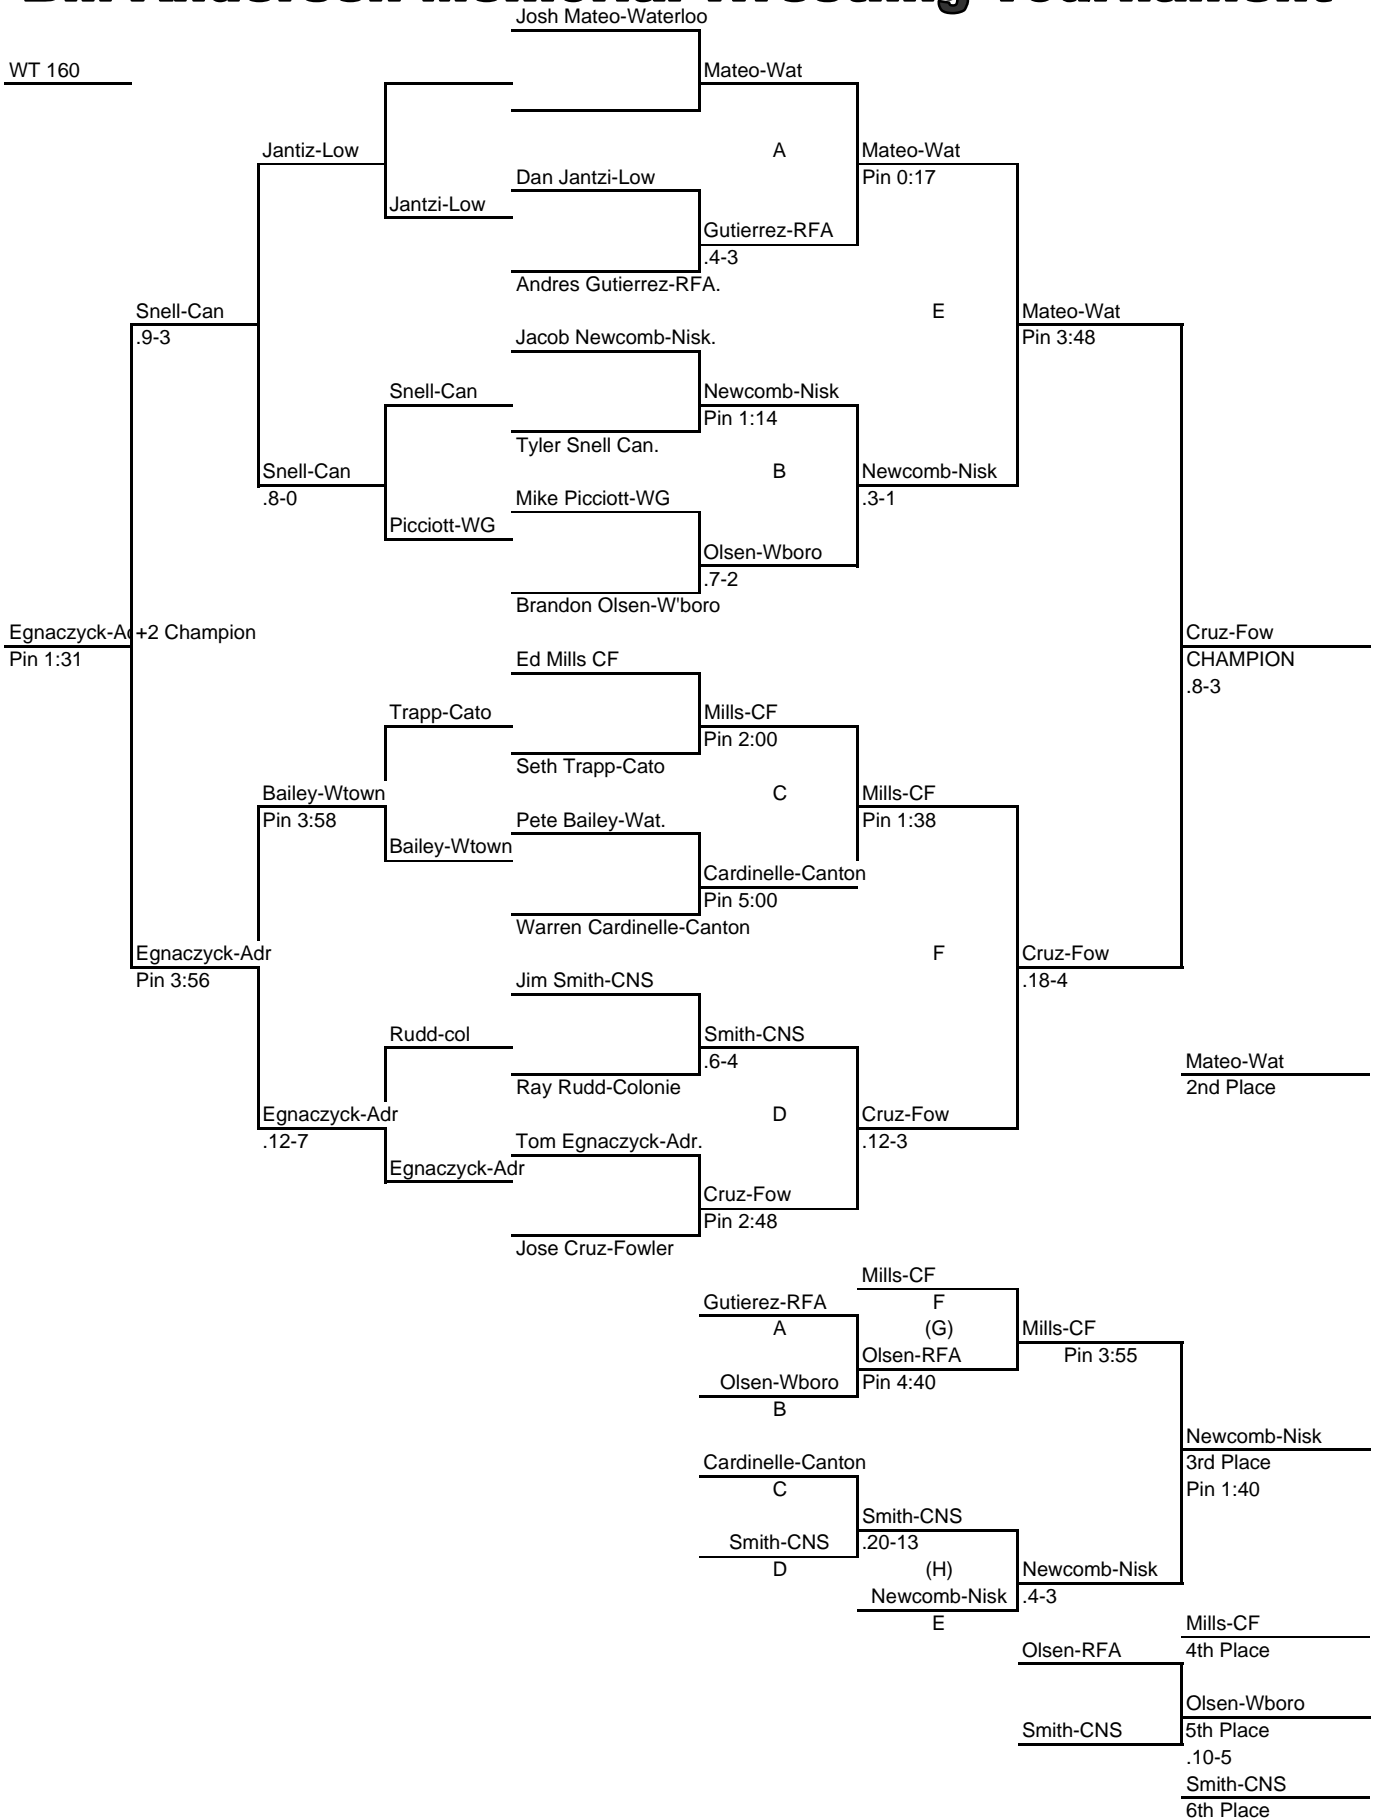 Josh Mateo-Waterloo
WT 160
Mateo-Wat
Jantiz-Low
A
Mateo-Wat
Dan Jantzi-Low
Pin 0:17
Jantzi-Low
Gutierrez-RFA
.4-3
Andres Gutierrez-RFA.
Snell-Can
E
Mateo-Wat
.9-3
Jacob Newcomb-Nisk.
Pin 3:48
Snell-Can
Newcomb-Nisk
Pin 1:14
Tyler Snell Can.
Snell-Can
B
Newcomb-Nisk
.8-0
Mike Picciott-WG
.3-1
Picciott-WG
Olsen-Wboro
.7-2
Brandon Olsen-W'boro
Egnaczyck-Ad
+2 Champion
Cruz-Fow
Pin 1:31
Ed Mills CF
CHAMPION
.8-3
Trapp-Cato
Mills-CF
Pin 2:00
Seth Trapp-Cato
Bailey-Wtown
C
Mills-CF
Pin 3:58
Pete Bailey-Wat.
Pin 1:38
Bailey-Wtown
Cardinelle-Canton
Pin 5:00
Warren Cardinelle-Canton
Egnaczyck-Adr
F
Cruz-Fow
Pin 3:56
Jim Smith-CNS
.18-4
Rudd-col
Smith-CNS
.6-4
Mateo-Wat
Ray Rudd-Colonie
2nd Place
Egnaczyck-Adr
D
Cruz-Fow
.12-7
Tom Egnaczyck-Adr.
.12-3
Egnaczyck-Adr
Cruz-Fow
Pin 2:48
Jose Cruz-Fowler
Mills-CF
Gutierez-RFA
F
A
(G)
Mills-CF
Olsen-RFA
Pin 3:55
Olsen-Wboro
Pin 4:40
B
Newcomb-Nisk
Cardinelle-Canton
3rd Place
C
Pin 1:40
Smith-CNS
Smith-CNS
.20-13
D
(H)
Newcomb-Nisk
Newcomb-Nisk
.4-3
E
Mills-CF
Olsen-RFA
4th Place
Olsen-Wboro
Smith-CNS
5th Place
.10-5
Smith-CNS
6th Place